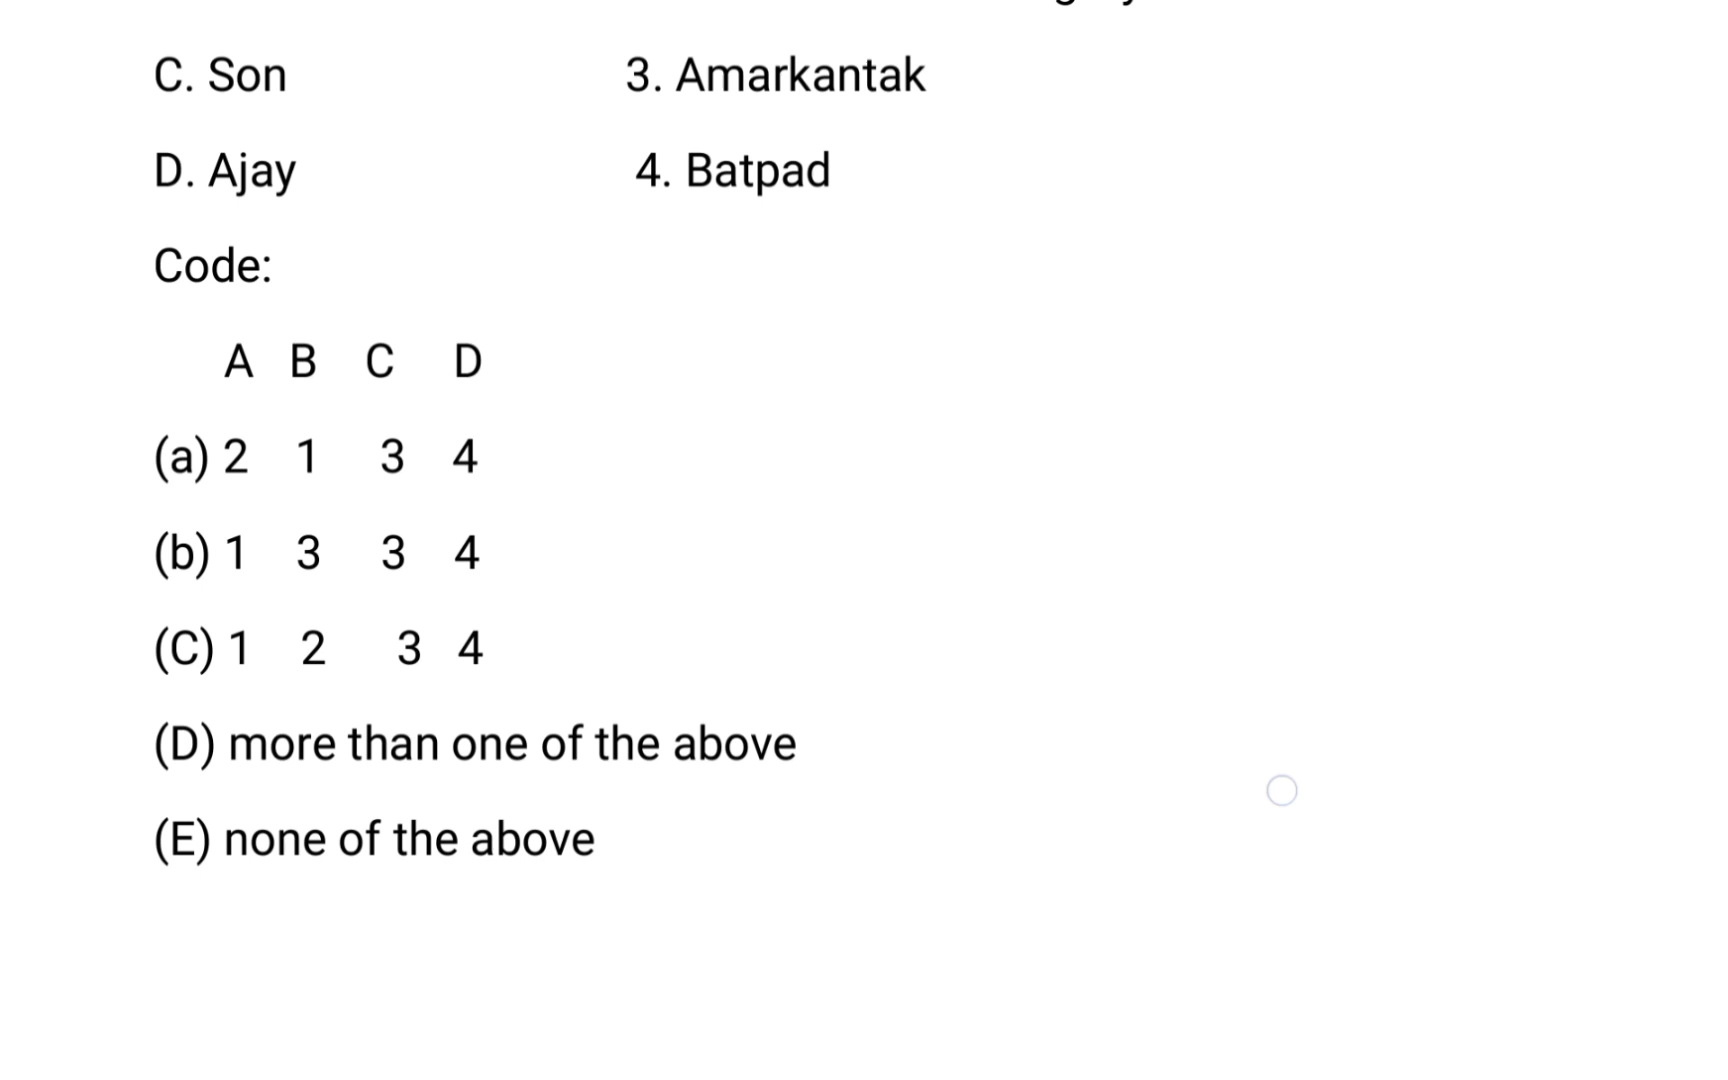 C. Son 3. Amarkantak
D. Ajay 4. Batpad
Code:
A B C D
(a) 2 1 3 4
(b) 1 3 3 4
(C) 1 2 3 4
(D) more than one of the above
(E) none of the above